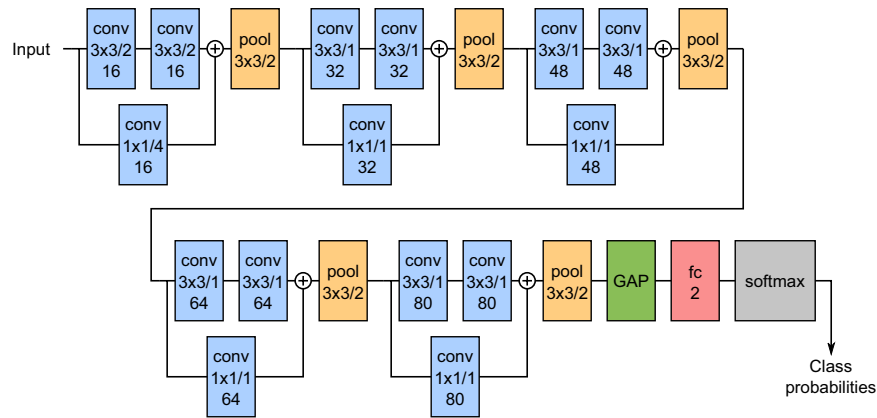 Input
conv
3x3/2
16
conv
3x3/2
16
pool
3x3/2
conv
1x1/4
16
conv
3x3/1
32
conv
3x3/1
32
pool
3x3/2
conv
1x1/1
32
conv
3x3/1
48
conv
3x3/1
48
pool
3x3/2
conv
1x1/1
48
conv
3x3/1
64
conv
3x3/1
64
pool
3x3/2
conv
1x1/1
64
conv
3x3/1
80
conv
3x3/1
80
pool
3x3/2
conv
1x1/1
80
GAP
fc
2
softmax
Class
probabilities